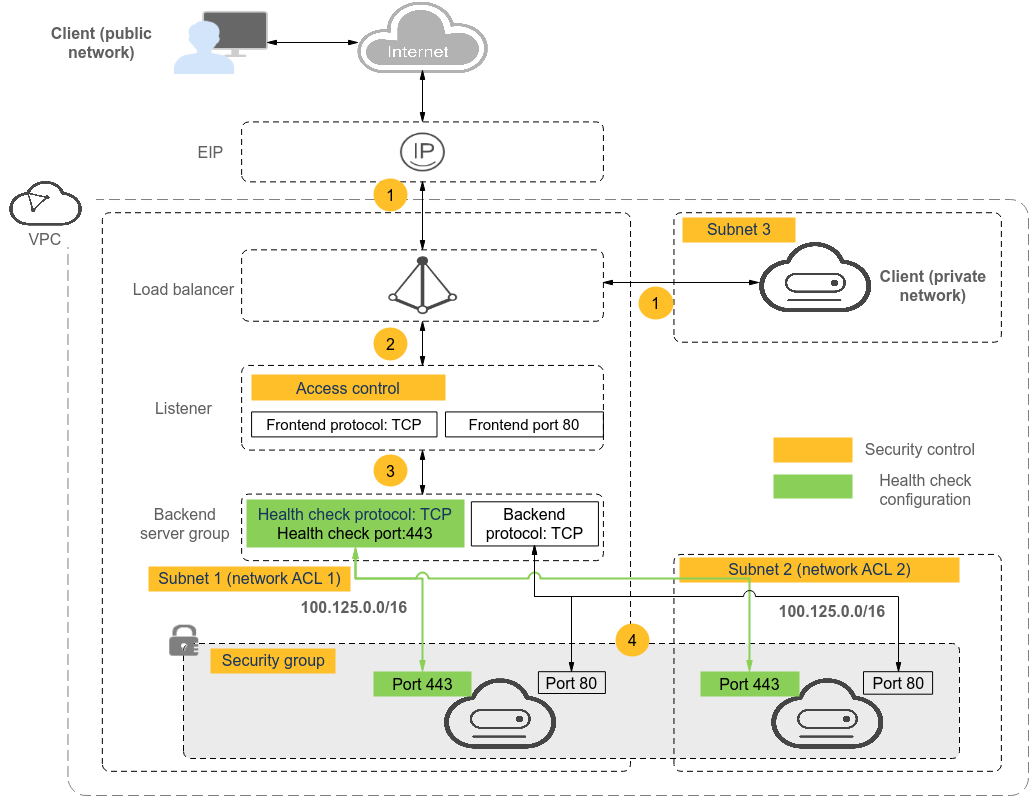 Client (public
network)
Internet
EIP
IP
1
VPC
Subnet 3
Load balancer
Client (private
network)
1
2
Access control
Listener
Frontend protocol: TCP
Frontend port 80
Security control
3
Health check
configuration
Backend
server group
Health check protocol: TCP
Health check port:443
Backend
protocol: TCP
Subnet 1 (network ACL 1)
Subnet 2 (network ACL 2)
100.125.0.0/16
100.125.0.0/16
4
Security group
Port 443
Port 80
Port 443
Port 80